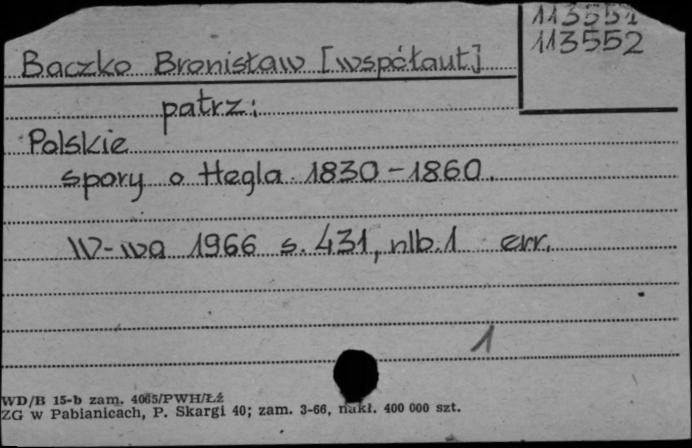 113551
113552
Baczko Bronisław [współaut]
patrz:
Polskie
spory o Hegla 1830-1860.
W-wa 1966 s. 431, nlb. 1 err.
1
WD/B 15-b zam. 4065/PWH/Łż
ZG w Pabianicach, P. Skargi 40; zam. 3-66, nakł. 400 000 szt.